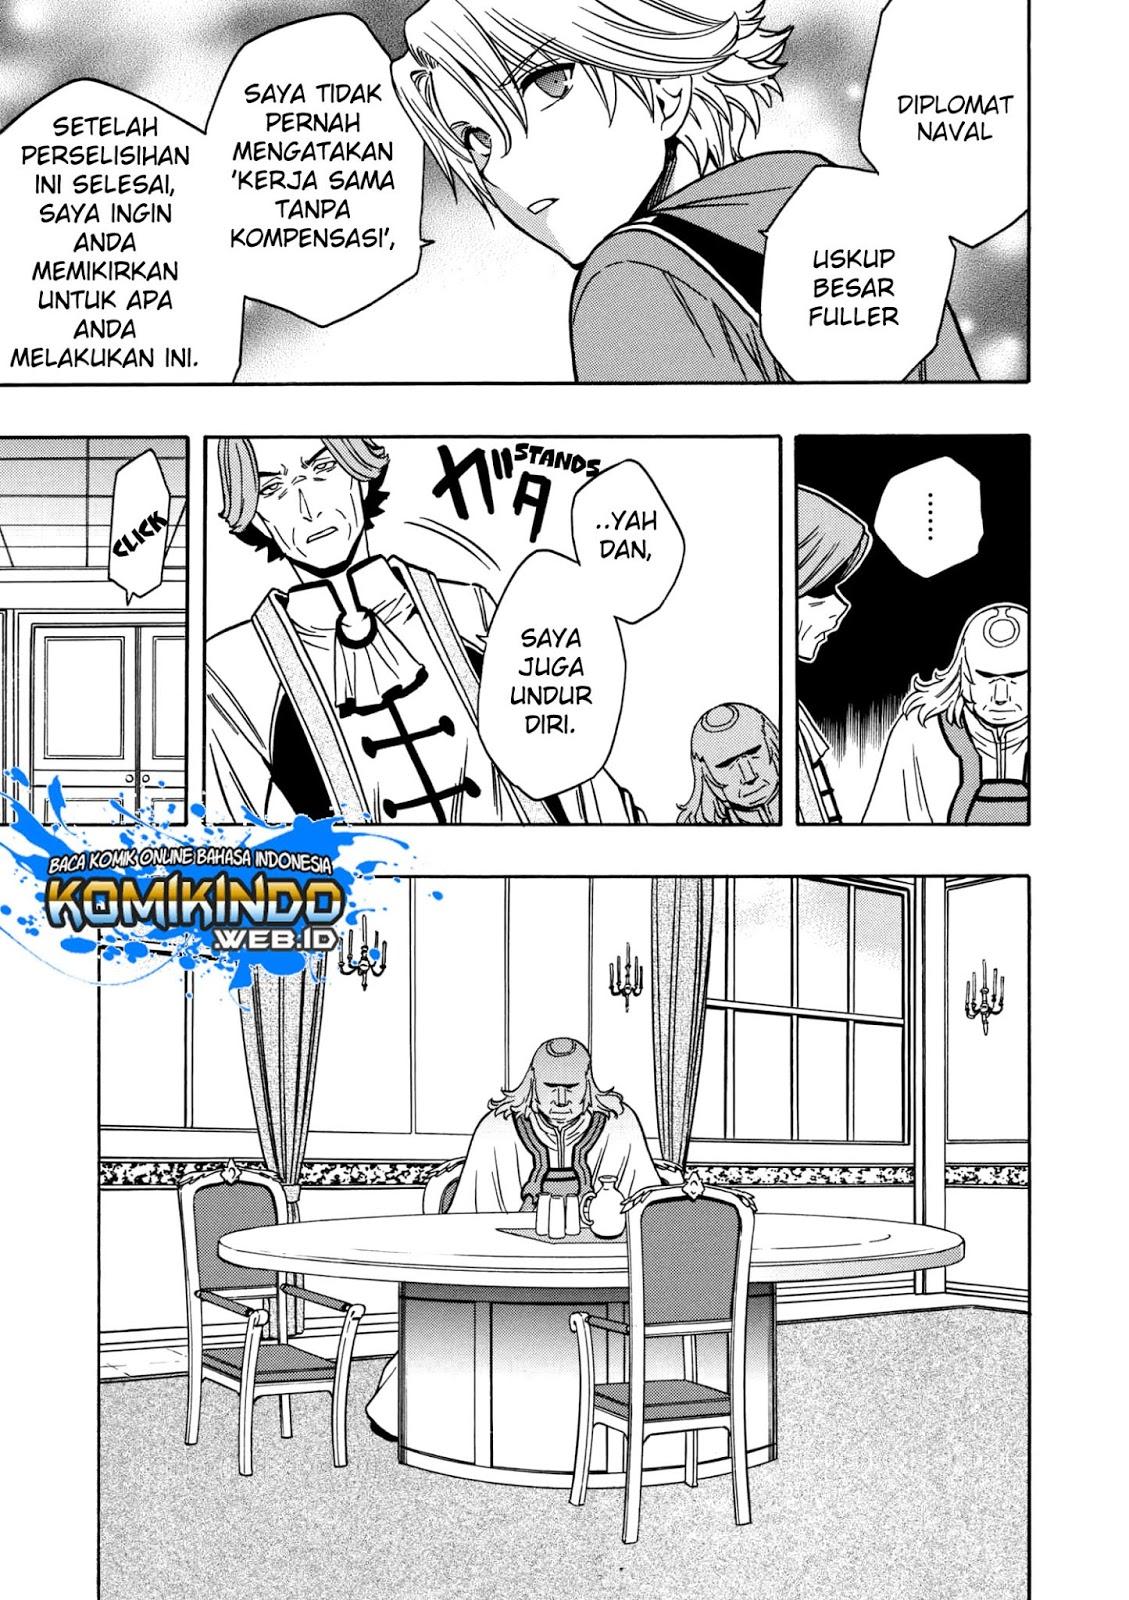 DIPLOMAT
NAVAL
USKUP
BESAR
FULLER
SAYA TIDAK
PERNAH
MENGATAKAN
'KERJA SAMA
TANPA
KOMPENSASI',
SETELAH
PERSELISIHAN
INI SELESAI,
SAYA INGIN
ANDA
MEMIKIRKAN
UNTUK APA
ANDA
MELAKUKAN INI.
......
..YAH
DAN,
STANDS
ガタ
SAYA
JUGA
UNDUR
DIRI.
CLICK
BACA KOMIK ONLINE BAHASA INDONESIA
KOMIKINDO
.WEB.ID